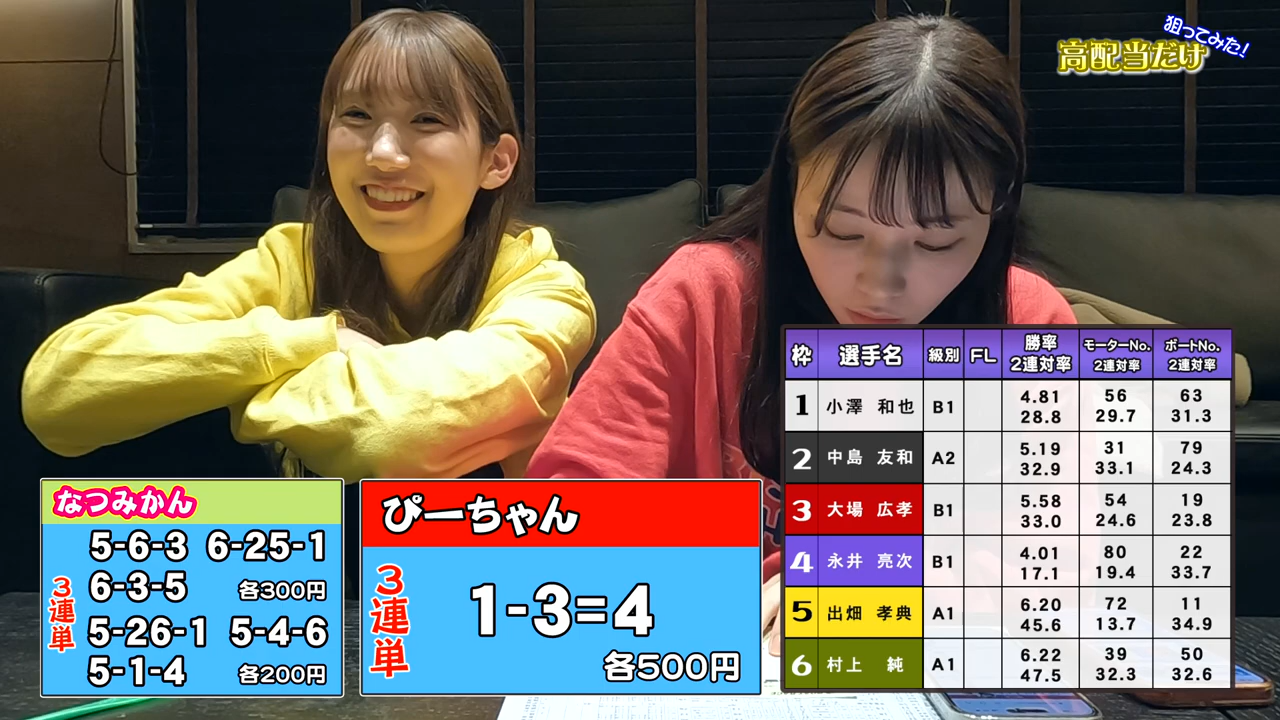 狙ってみた!
高配当だけ
枠 選手名 級別 FL 勝率 2連対率 モーターNo. 2連対率 ボートNo. 2連対率
1 小澤 和也 B1 4.81 28.8 56 29.7 63 31.3
2 中島 友和 A2 5.19 32.9 31 33.1 79 24.3
3 大場 広孝 B1 5.58 33.0 54 24.6 19 23.8
4 永井 亮次 B1 4.01 17.1 80 19.4 22 33.7
5 出畑 孝典 A1 6.20 45.6 72 13.7 11 34.9
6 村上 純 A1 6.22 47.5 39 32.3 50 32.6
なつみかん
3連単
5-6-3 6-25-1
6-3-5 各300円
5-26-1 5-4-6
5-1-4 各200円
ぴーちゃん
3連単
1-3=4
各500円